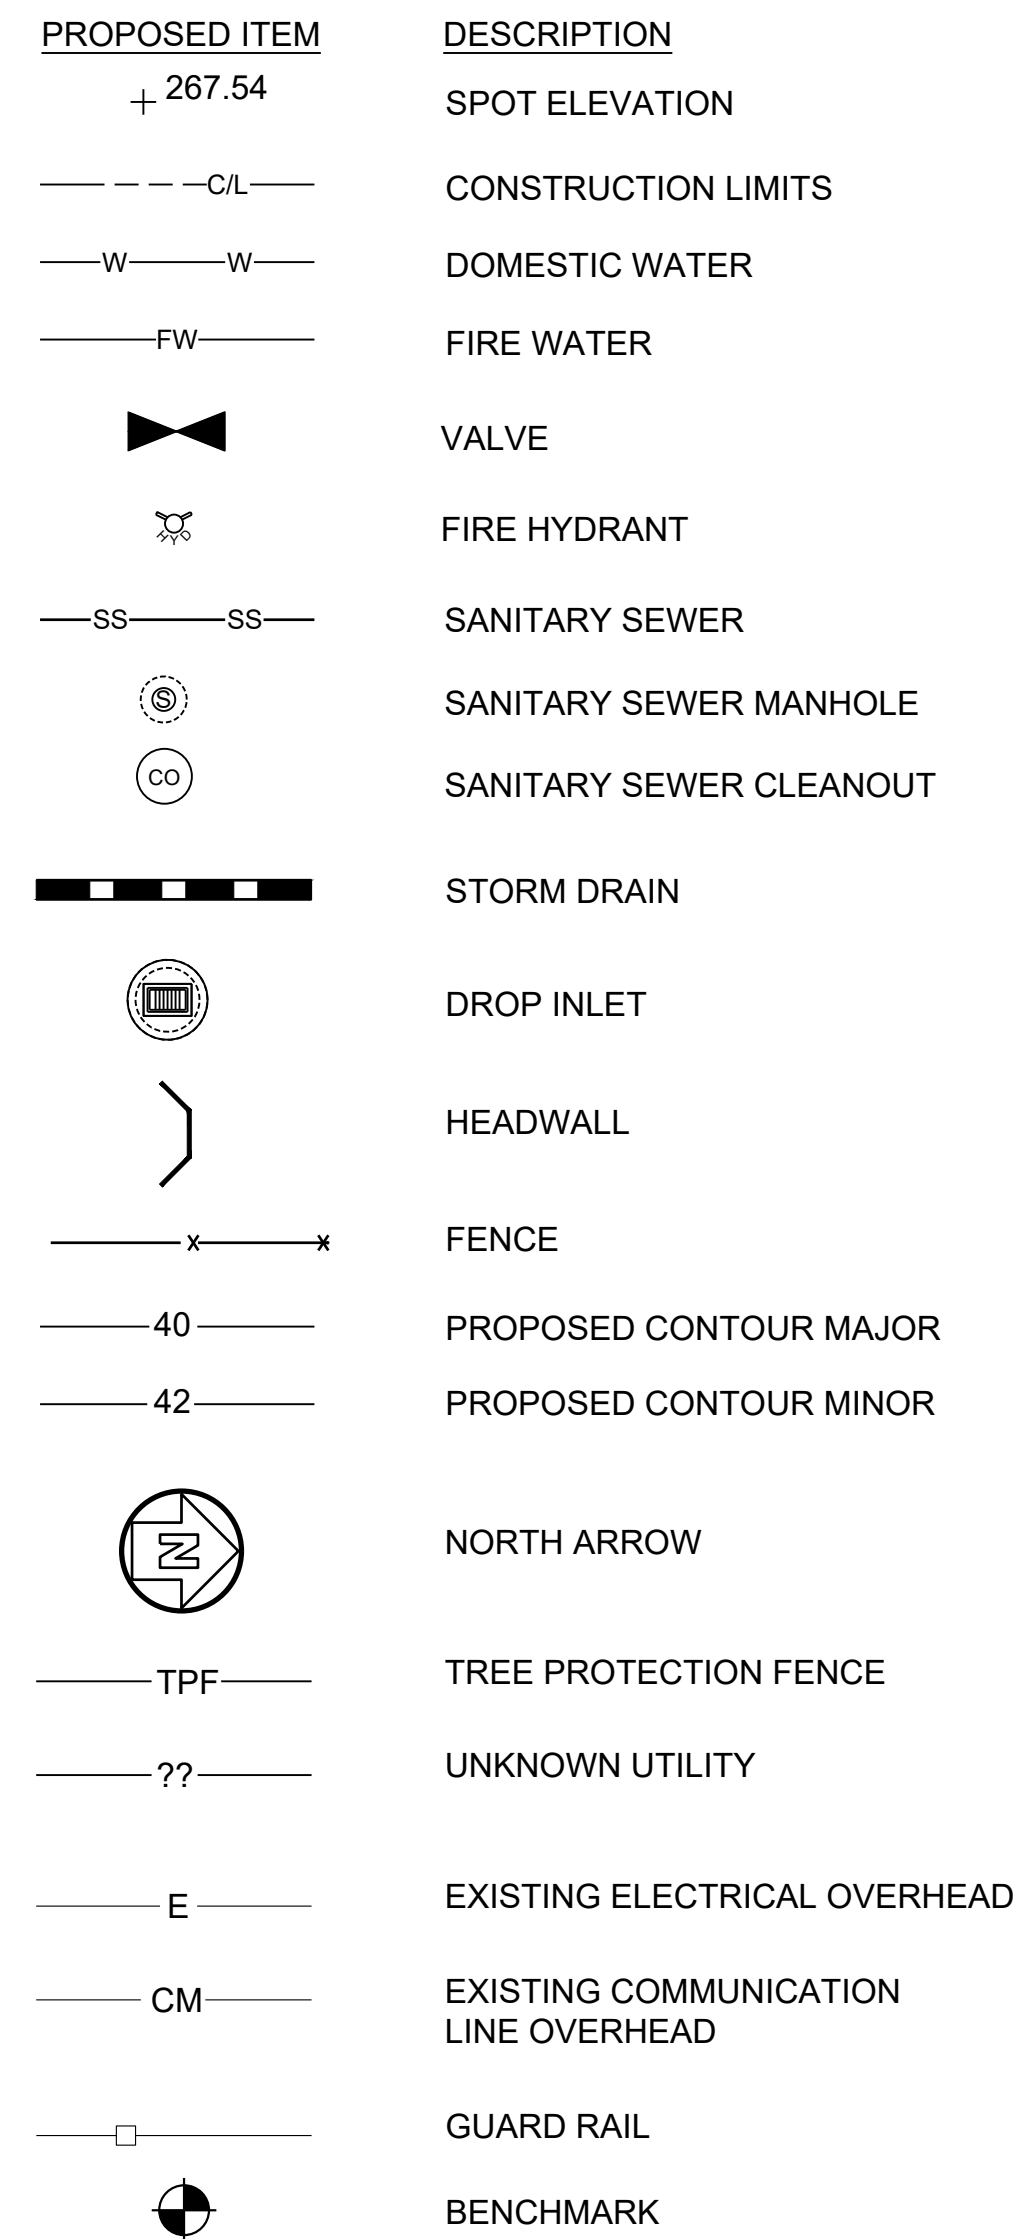 PROPOSED ITEM DESCRIPTION
267.54 SPOT ELEVATION
C/L CONSTRUCTION LIMITS
W W DOMESTIC WATER
FW FIRE WATER
VALVE
HYD FIRE HYDRANT
SS SS SANITARY SEWER
S SANITARY SEWER MANHOLE
CO SANITARY SEWER CLEANOUT
STORM DRAIN
DROP INLET
HEADWALL
x x FENCE
40 PROPOSED CONTOUR MAJOR
42 PROPOSED CONTOUR MINOR
N NORTH ARROW
TPF TREE PROTECTION FENCE
?? UNKNOWN UTILITY
E EXISTING ELECTRICAL OVERHEAD
CM EXISTING COMMUNICATION
LINE OVERHEAD
GUARD RAIL
BENCHMARK